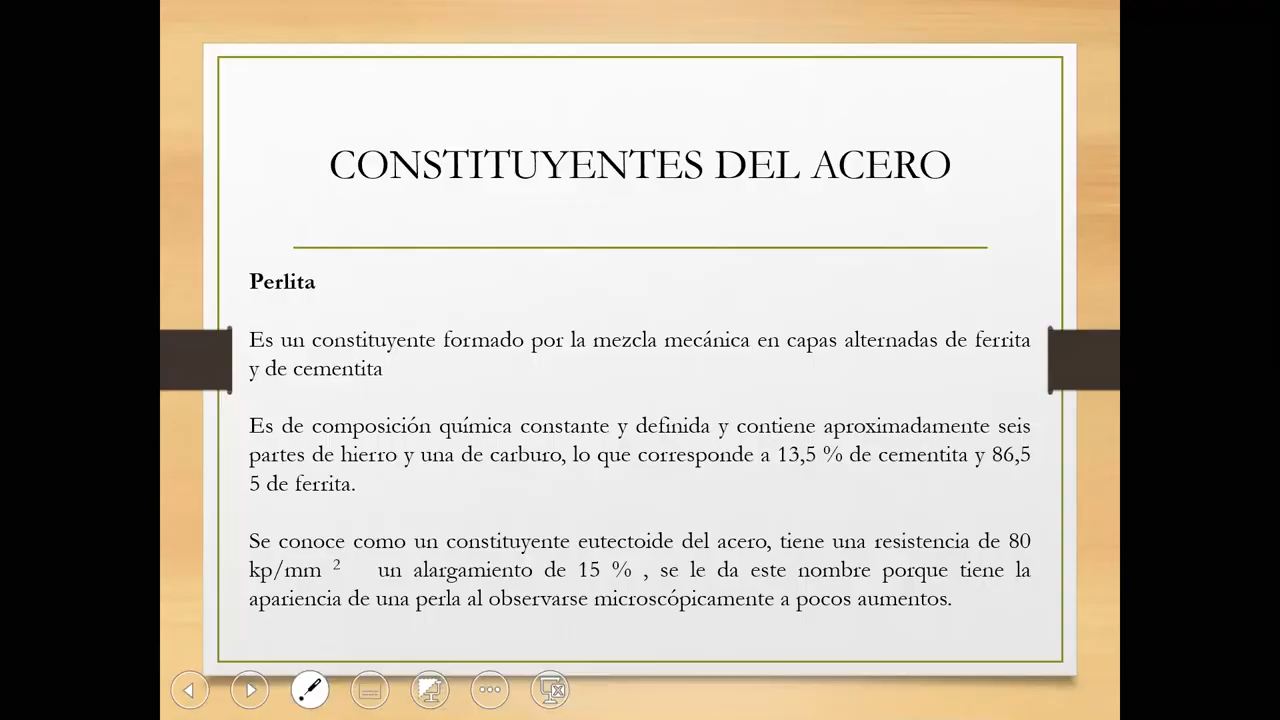 CONSTITUYENTES DEL ACERO
Perlita
Es un constituyente formado por la mezcla mecánica en capas alternadas de ferrita
y de cementita
Es de composición química constante y definida y contiene aproximadamente seis
partes de hierro y una de carburo, lo que corresponde a 13,5 % de cementita y 86,5
5 de ferrita.
Se conoce como un constituyente eutectoide del acero, tiene una resistencia de 80
kp/mm ² un alargamiento de 15 % , se le da este nombre porque tiene la
apariencia de una perla al observarse microscópicamente a pocos aumentos.